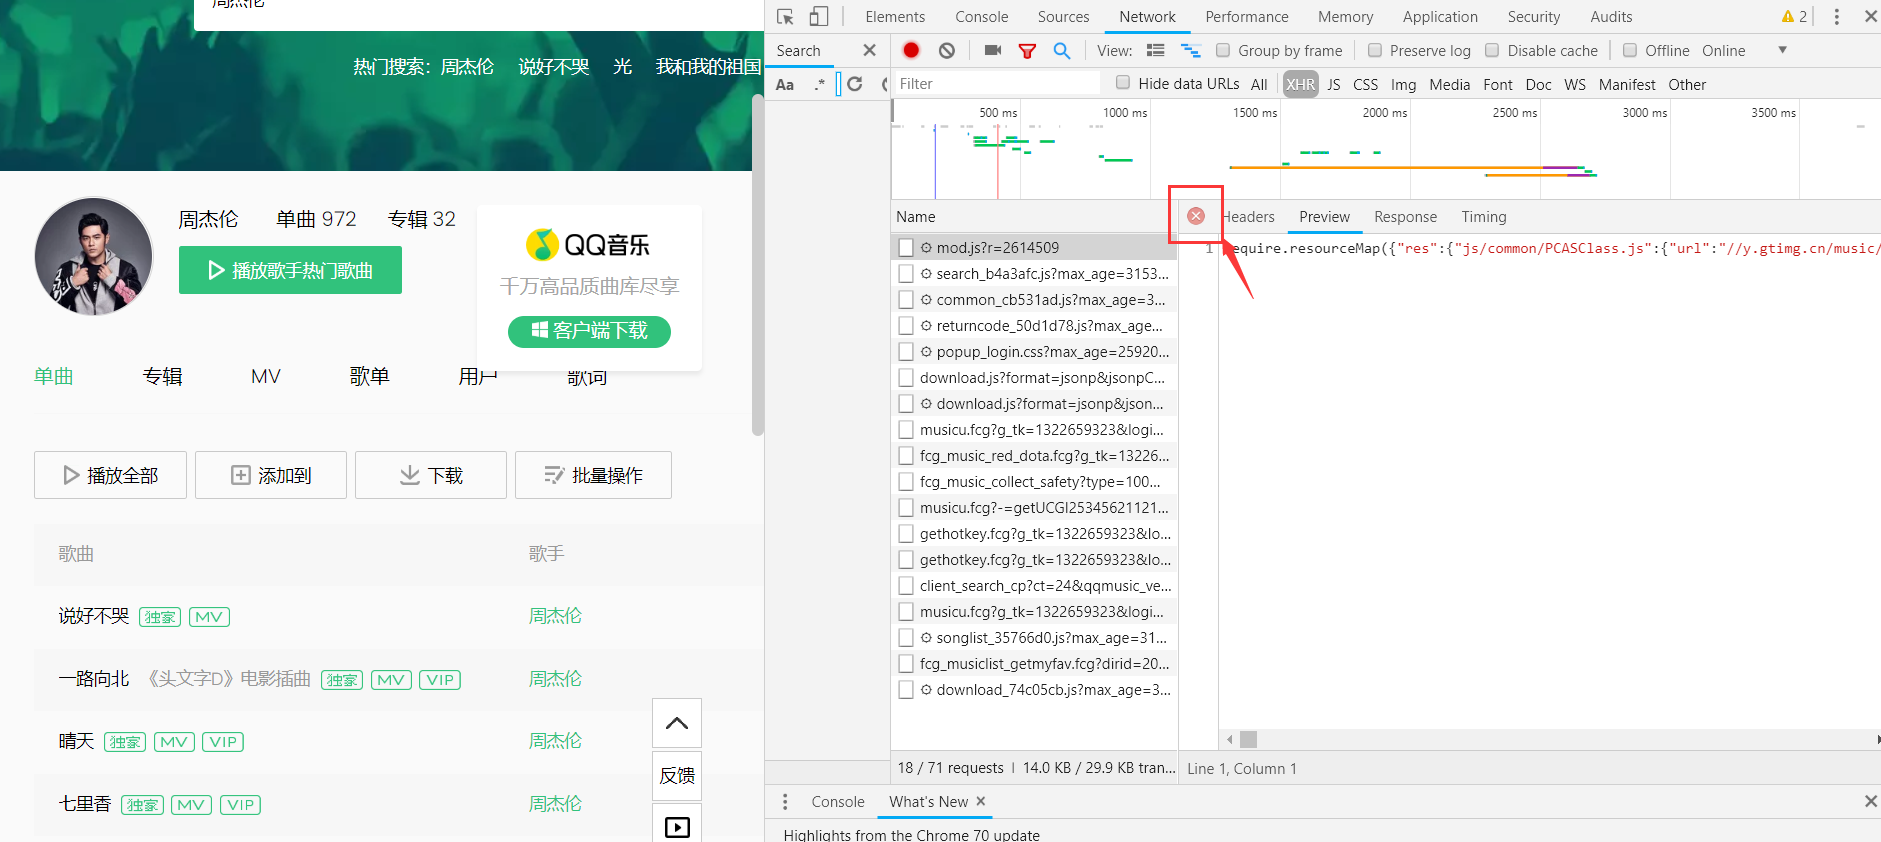 周杰伦
热门搜索: 周杰伦 说好不哭 光 我和我的祖国
周杰伦 单曲 972 专辑 32
播放歌手热门歌曲
QQ音乐
千万高品质曲库尽享
客户端下载
单曲 专辑 MV 歌单 用户 歌词
播放全部 添加到 下载 批量操作
歌曲 歌手
说好不哭 独家 MV 周杰伦
一路向北 《头文字D》电影插曲 独家 MV VIP 周杰伦
晴天 独家 MV VIP 周杰伦
七里香 独家 MV VIP 周杰伦
反馈
Elements Console Sources Network Performance Memory Application Security Audits 2
Search
Aa .*
View: Group by frame Preserve log Disable cache Offline Online
Filter Hide data URLs All XHR JS CSS Img Media Font Doc WS Manifest Other
500 ms 1000 ms 1500 ms 2000 ms 2500 ms 3000 ms 3500 ms
Name
mod.js?r=2614509
search_b4a3afc.js?max_age=3153...
common_cb531ad.js?max_age=3...
returncode_50d1d78.js?max_age...
popup_login.css?max_age=25920...
download.js?format=jsonp&jsonpC...
download.js?format=jsonp&json...
musicu.fcg?g_tk=1322659323&logi...
fcg_music_red_dota.fcg?g_tk=13226...
fcg_music_collect_safety?type=100...
musicu.fcg?-=getUCGI25345621121...
gethotkey.fcg?g_tk=1322659323&lo...
gethotkey.fcg?g_tk=1322659323&lo...
client_search_cp?ct=24&qqmusic_ve...
musicu.fcg?g_tk=1322659323&logi...
songlist_35766d0.js?max_age=31...
fcg_musiclist_getmyfav.fcg?dirid=20...
download_74c05cb.js?max_age=3...
Headers Preview Response Timing
1 require.resourceMap({"res":{"js/common/PCASClass.js":{"url":"//y.gtimg.cn/music/
18 / 71 requests | 14.0 KB / 29.9 KB tran...
Line 1, Column 1
Console What's New
Highlights from the Chrome 70 update